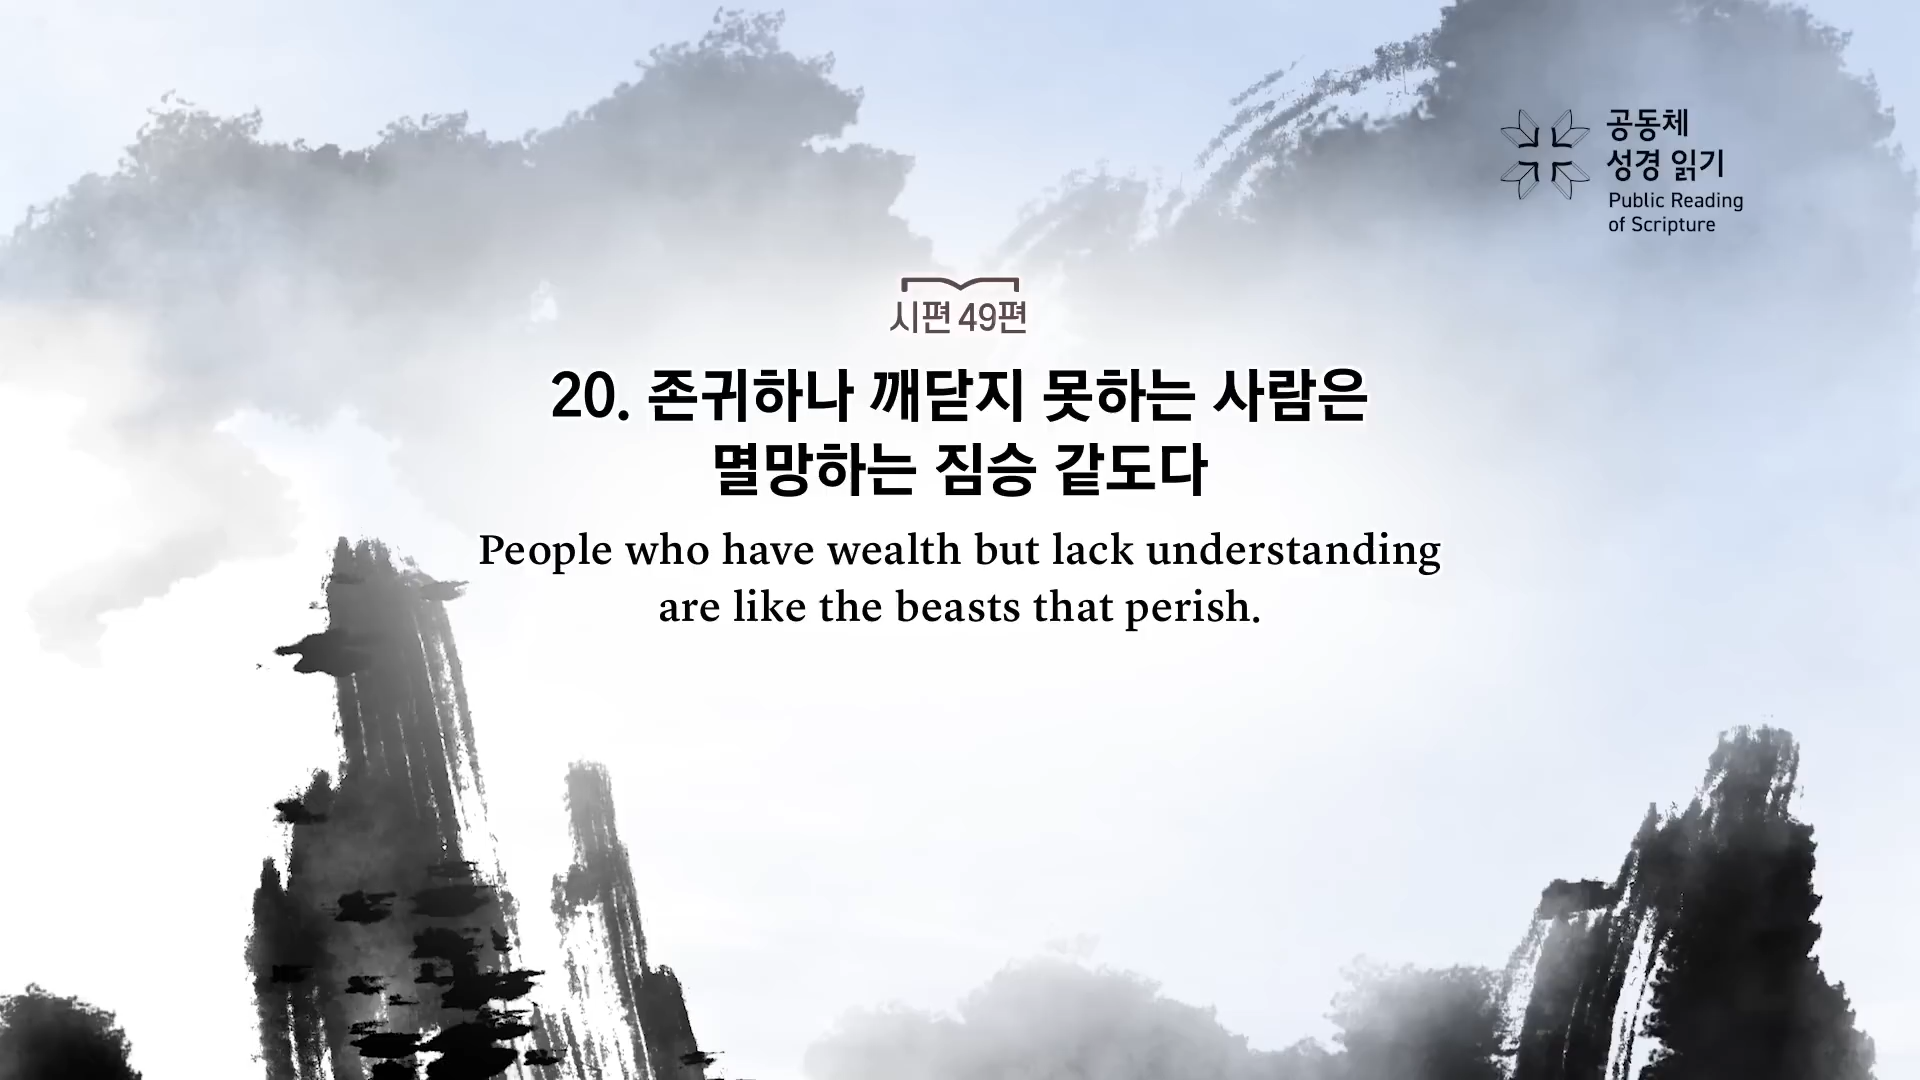 공동체
성경 읽기
Public Reading
of Scripture
시편 49편
20. 존귀하나 깨닫지 못하는 사람은
멸망하는 짐승 같도다
People who have wealth but lack understanding
are like the beasts that perish.